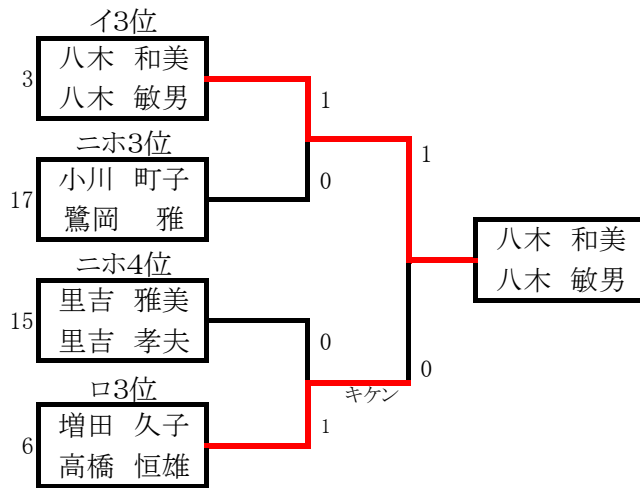 イ3位
3
八木 和美
八木 敏男
1
1
ニホ3位
17
小川 町子
鷺岡 雅
0
八木 和美
八木 敏男
ニホ4位
15
里吉 雅美
里吉 孝夫
0
0
キケン
ロ3位
6
増田 久子
高橋 恒雄
1